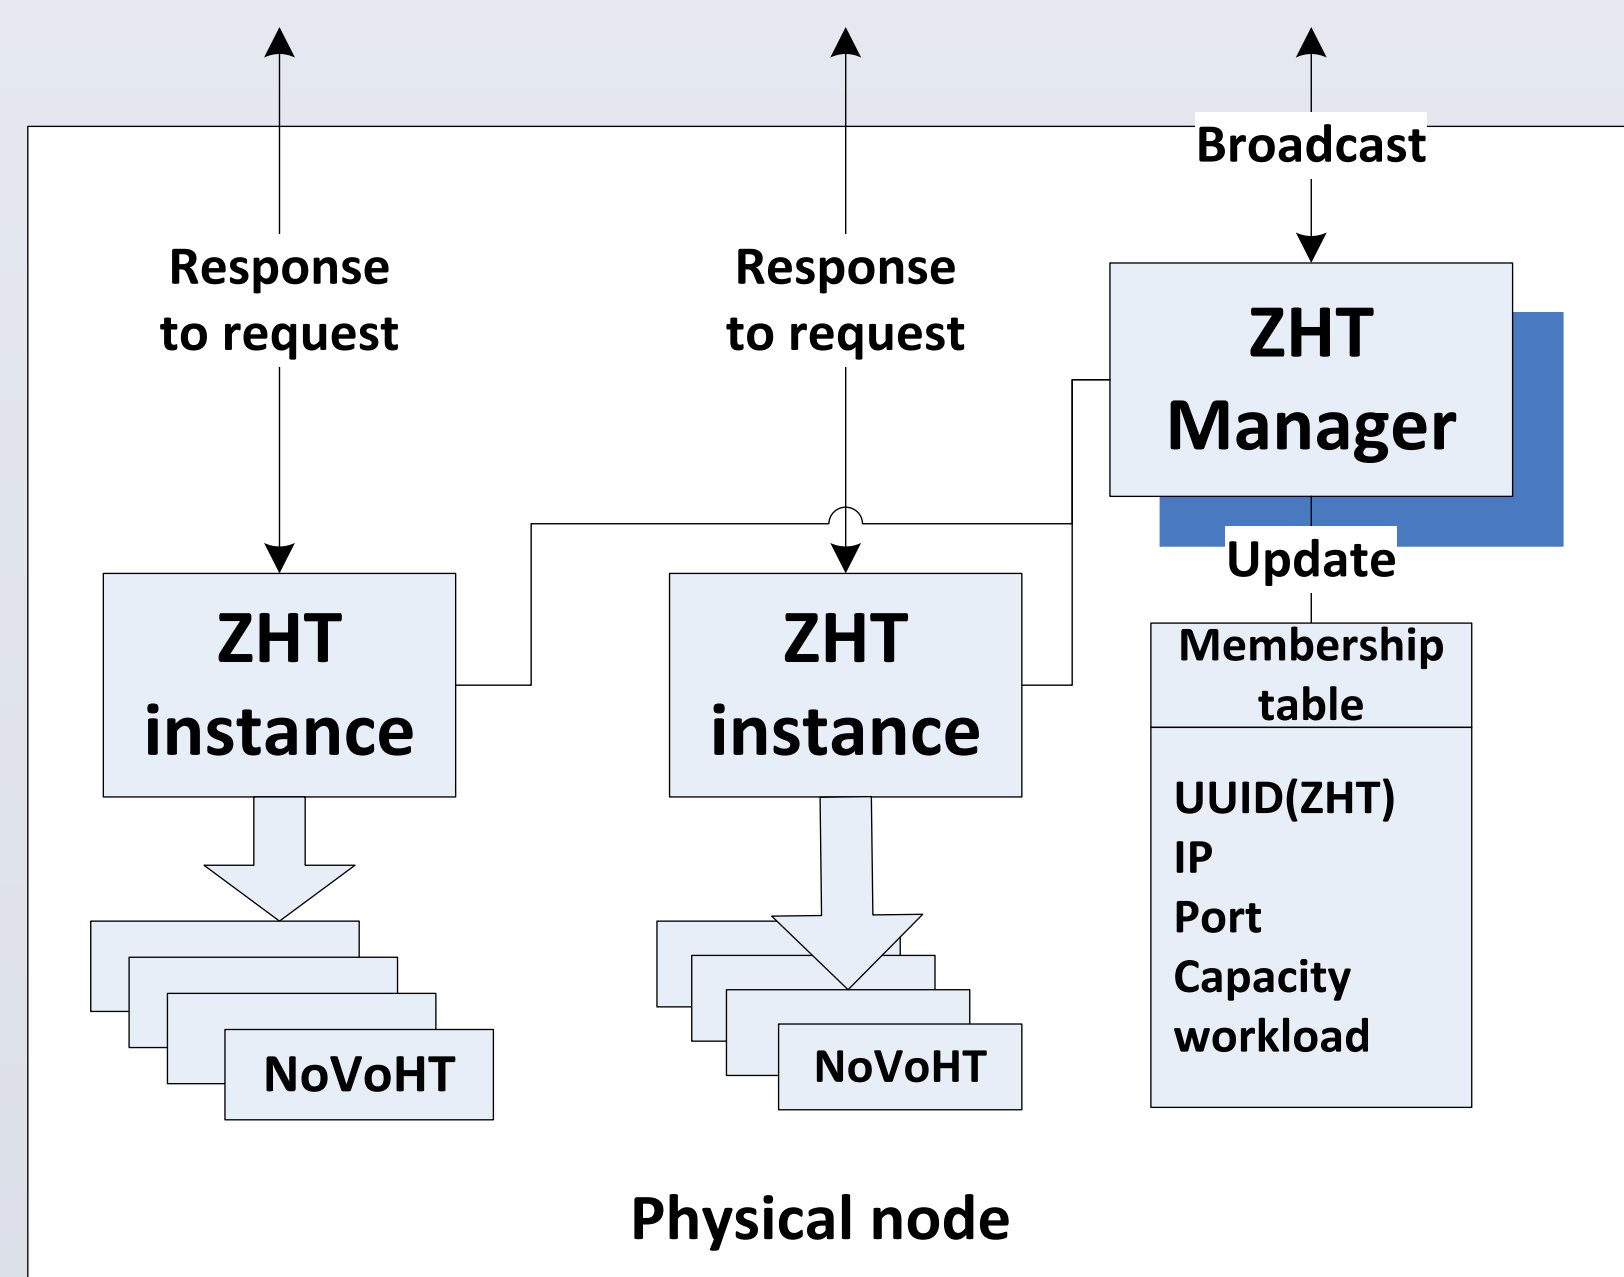 Broadcast
Response
to request
Response
to request
ZHT
Manager
Update
ZHT
instance
ZHT
instance
Membership
table
UUID(ZHT)
IP
Port
Capacity
workload
NoVoHT
NoVoHT
Physical node